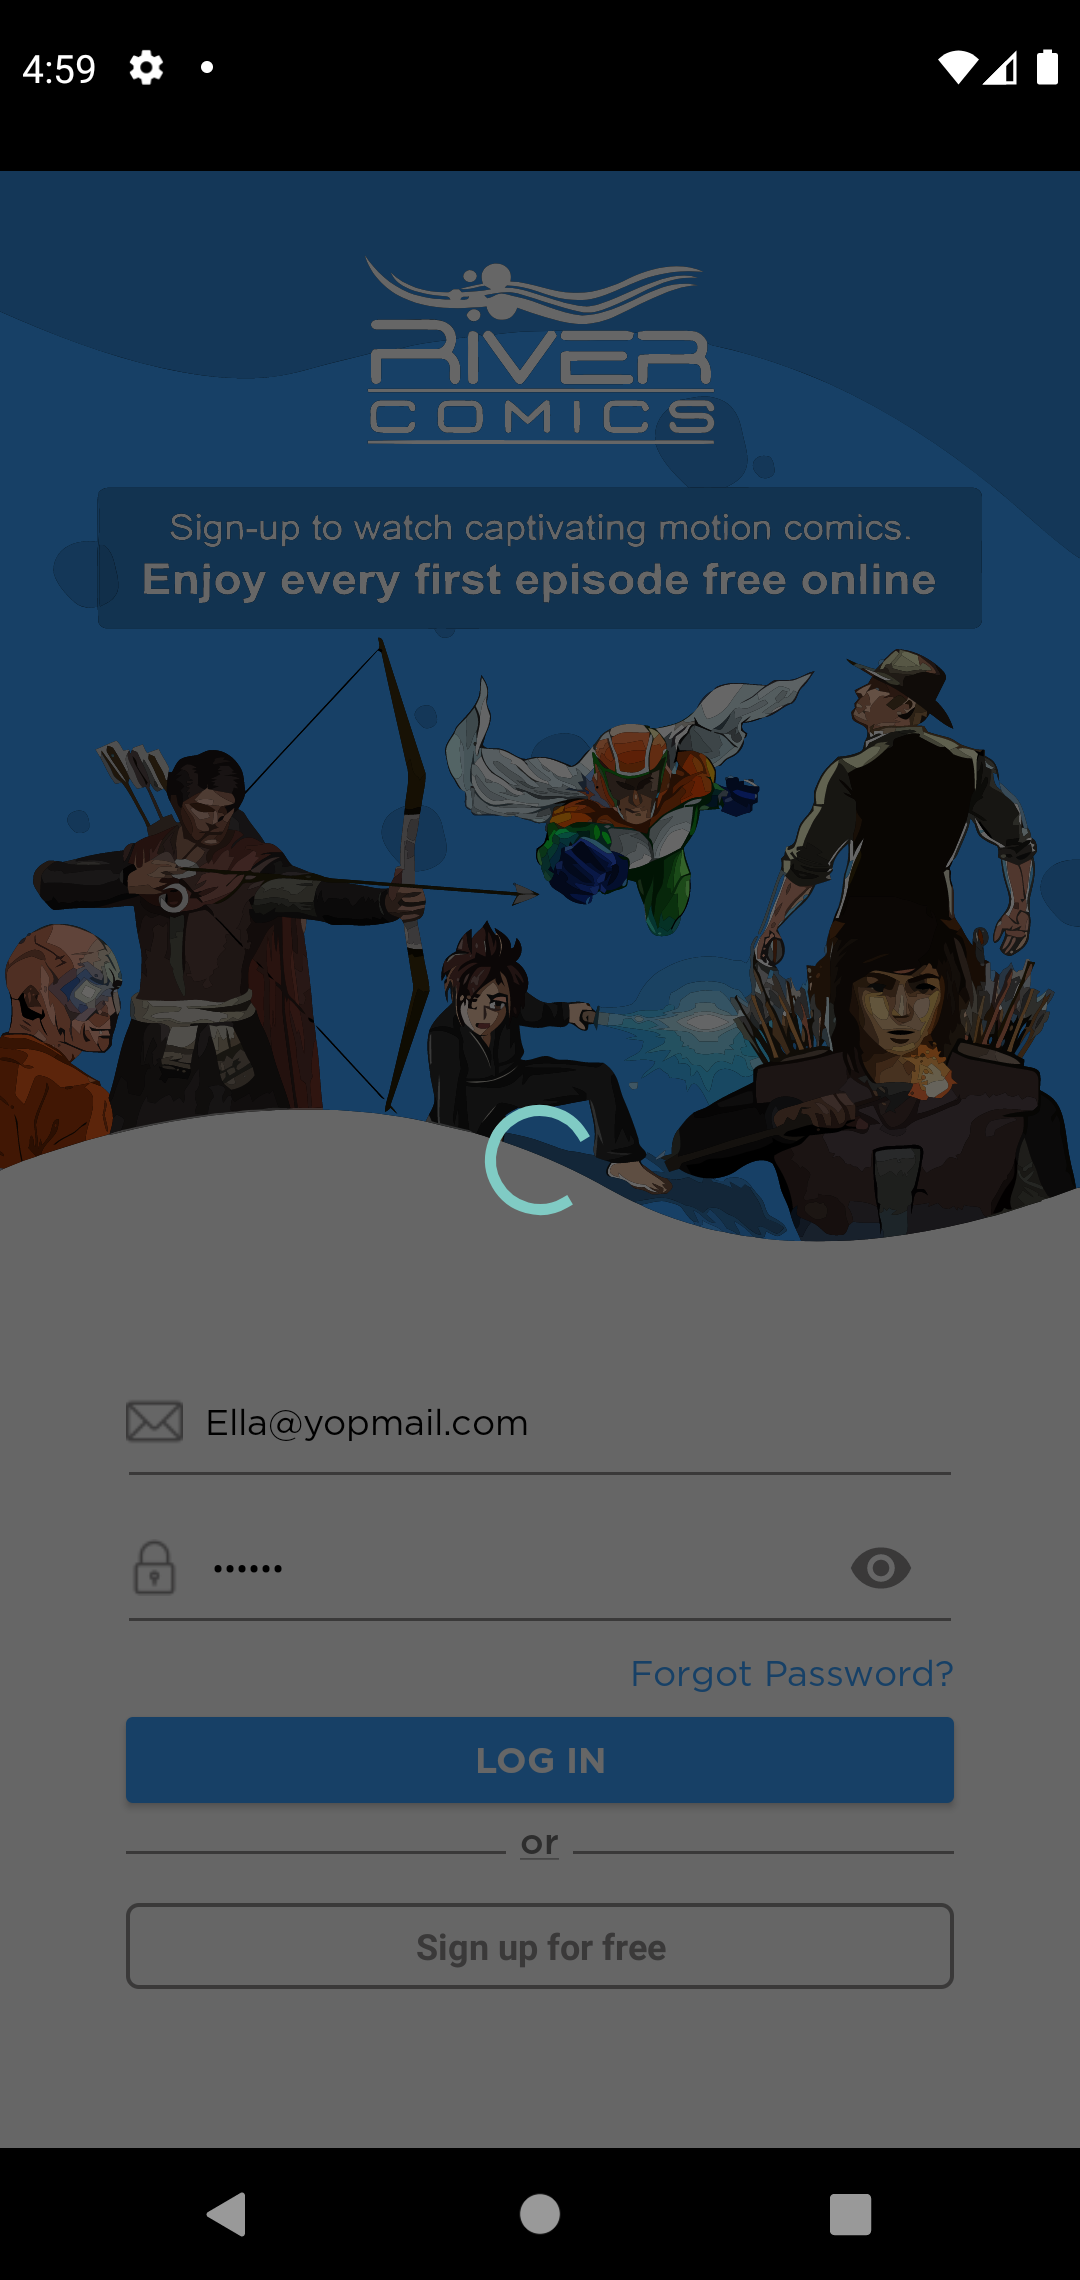 4:59
RIVER
COMICS
Sign-up to watch captivating motion comics.
Enjoy every first episode free online
Ella@yopmail.com
••••••
Forgot Password?
LOG IN
or
Sign up for free